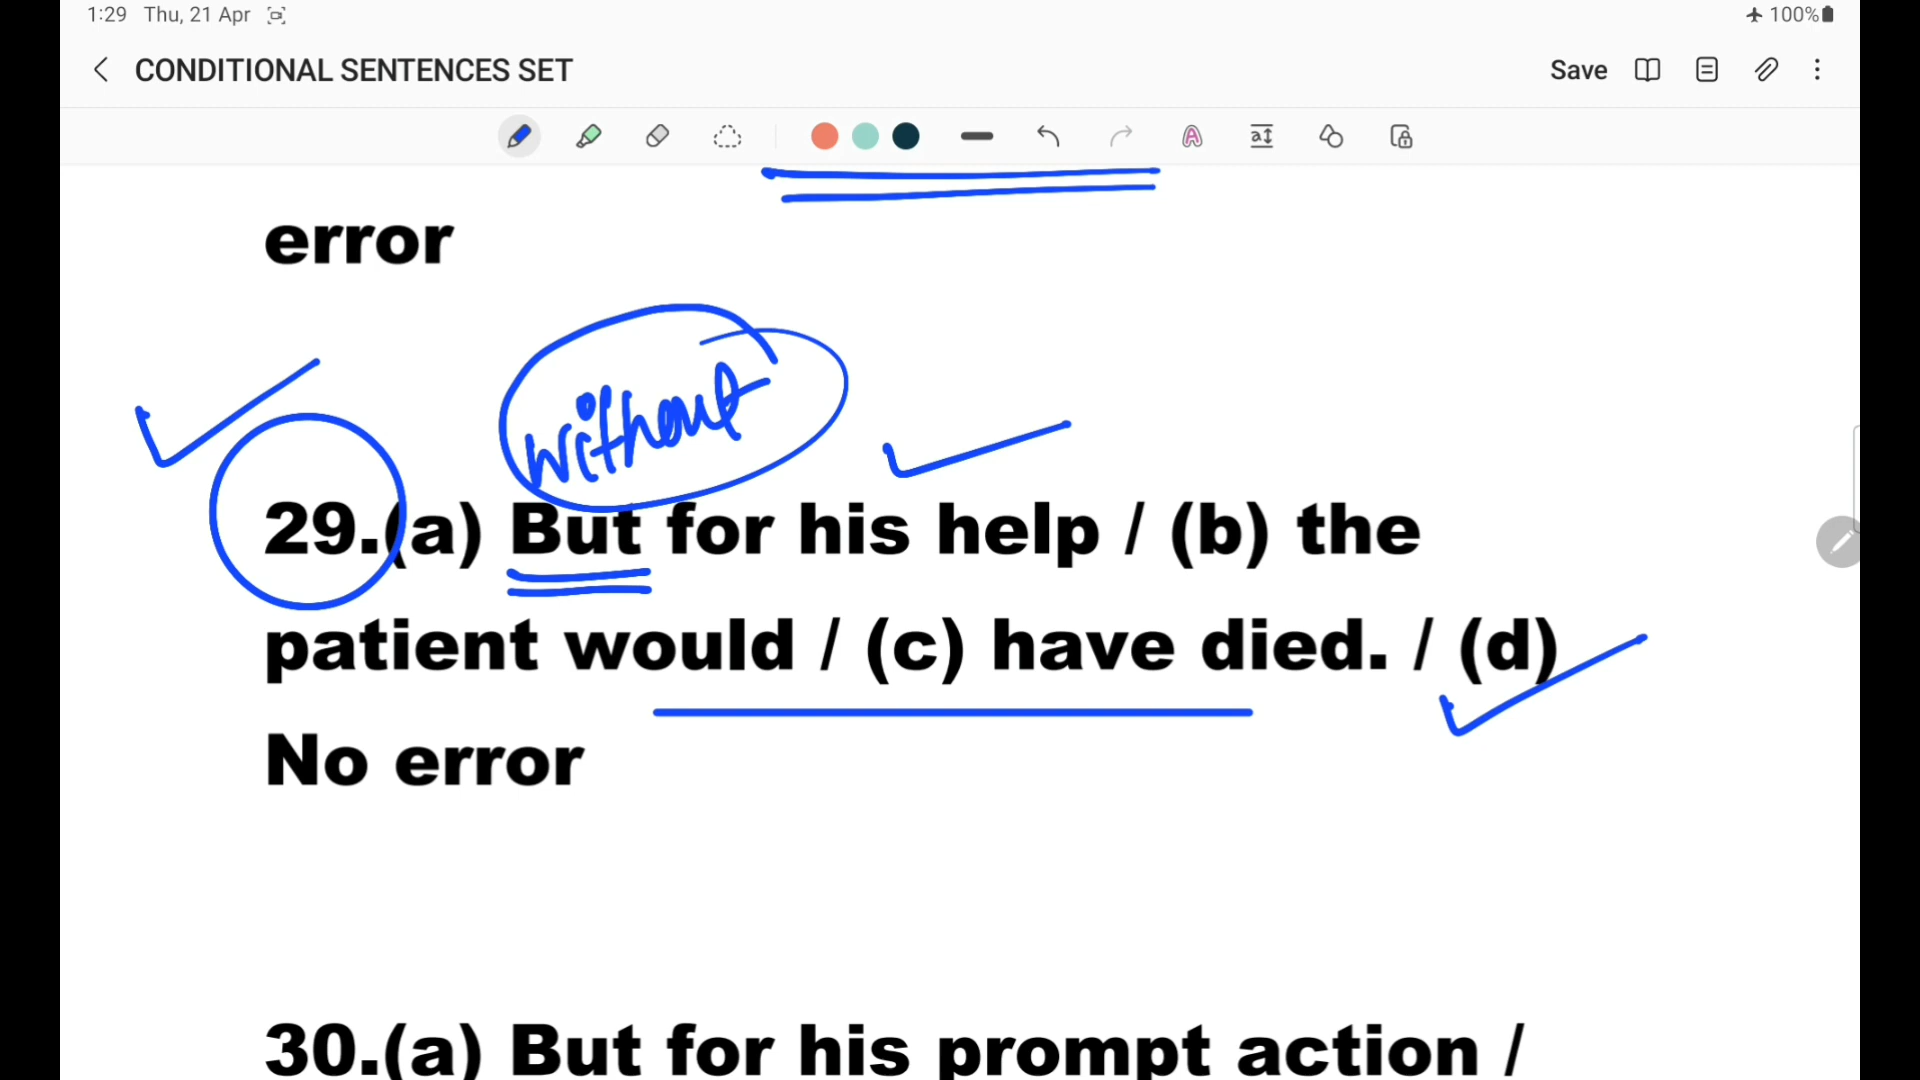 1:29 Thu, 21 Apr 100%
CONDITIONAL SENTENCES SET Save
error
without
29.(a) But for his help / (b) the
patient would / (c) have died. / (d)
No error
30.(a) But for his prompt action /